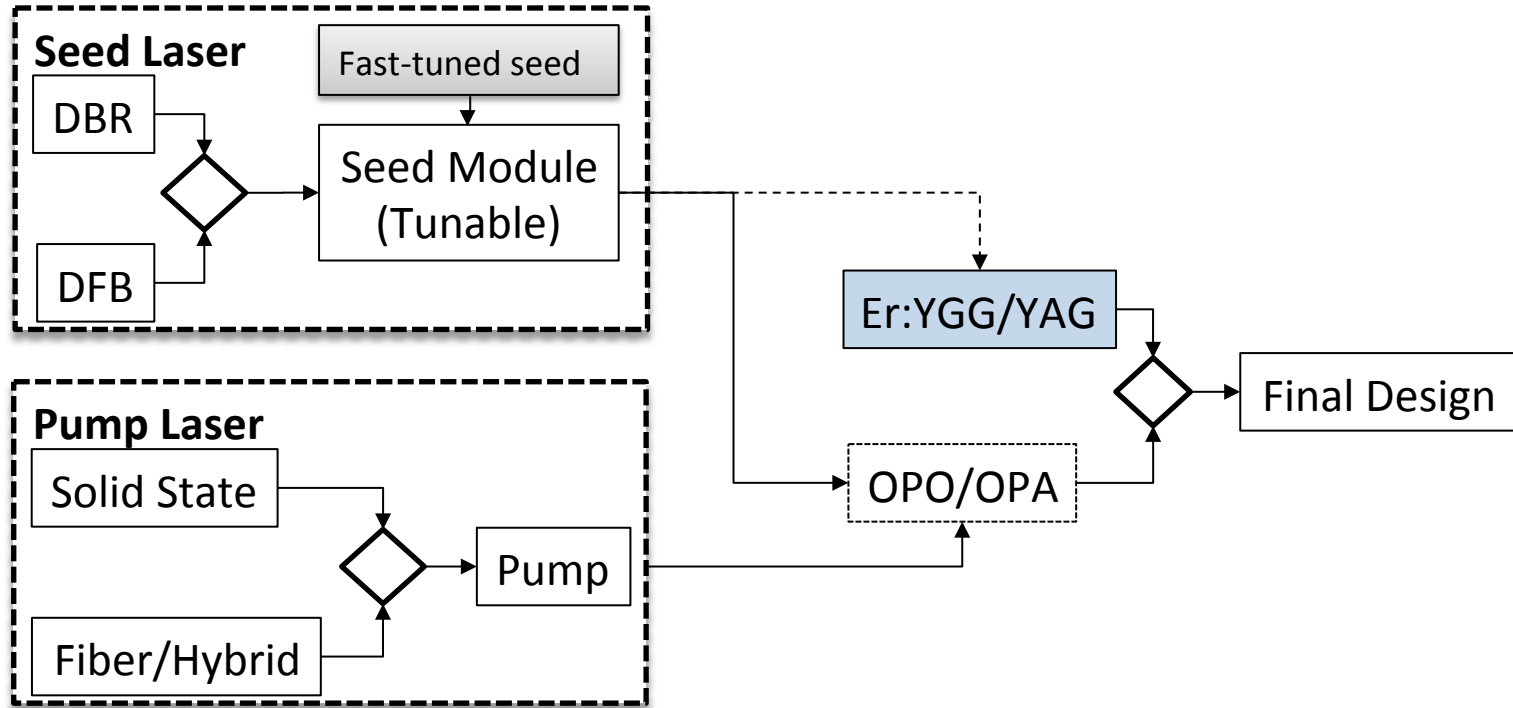 Seed Laser
Fast-tuned seed
DBR
Seed Module
(Tunable)
DFB
Er:YGG/YAG
Final Design
Pump Laser
Solid State
OPO/OPA
Pump
Fiber/Hybrid